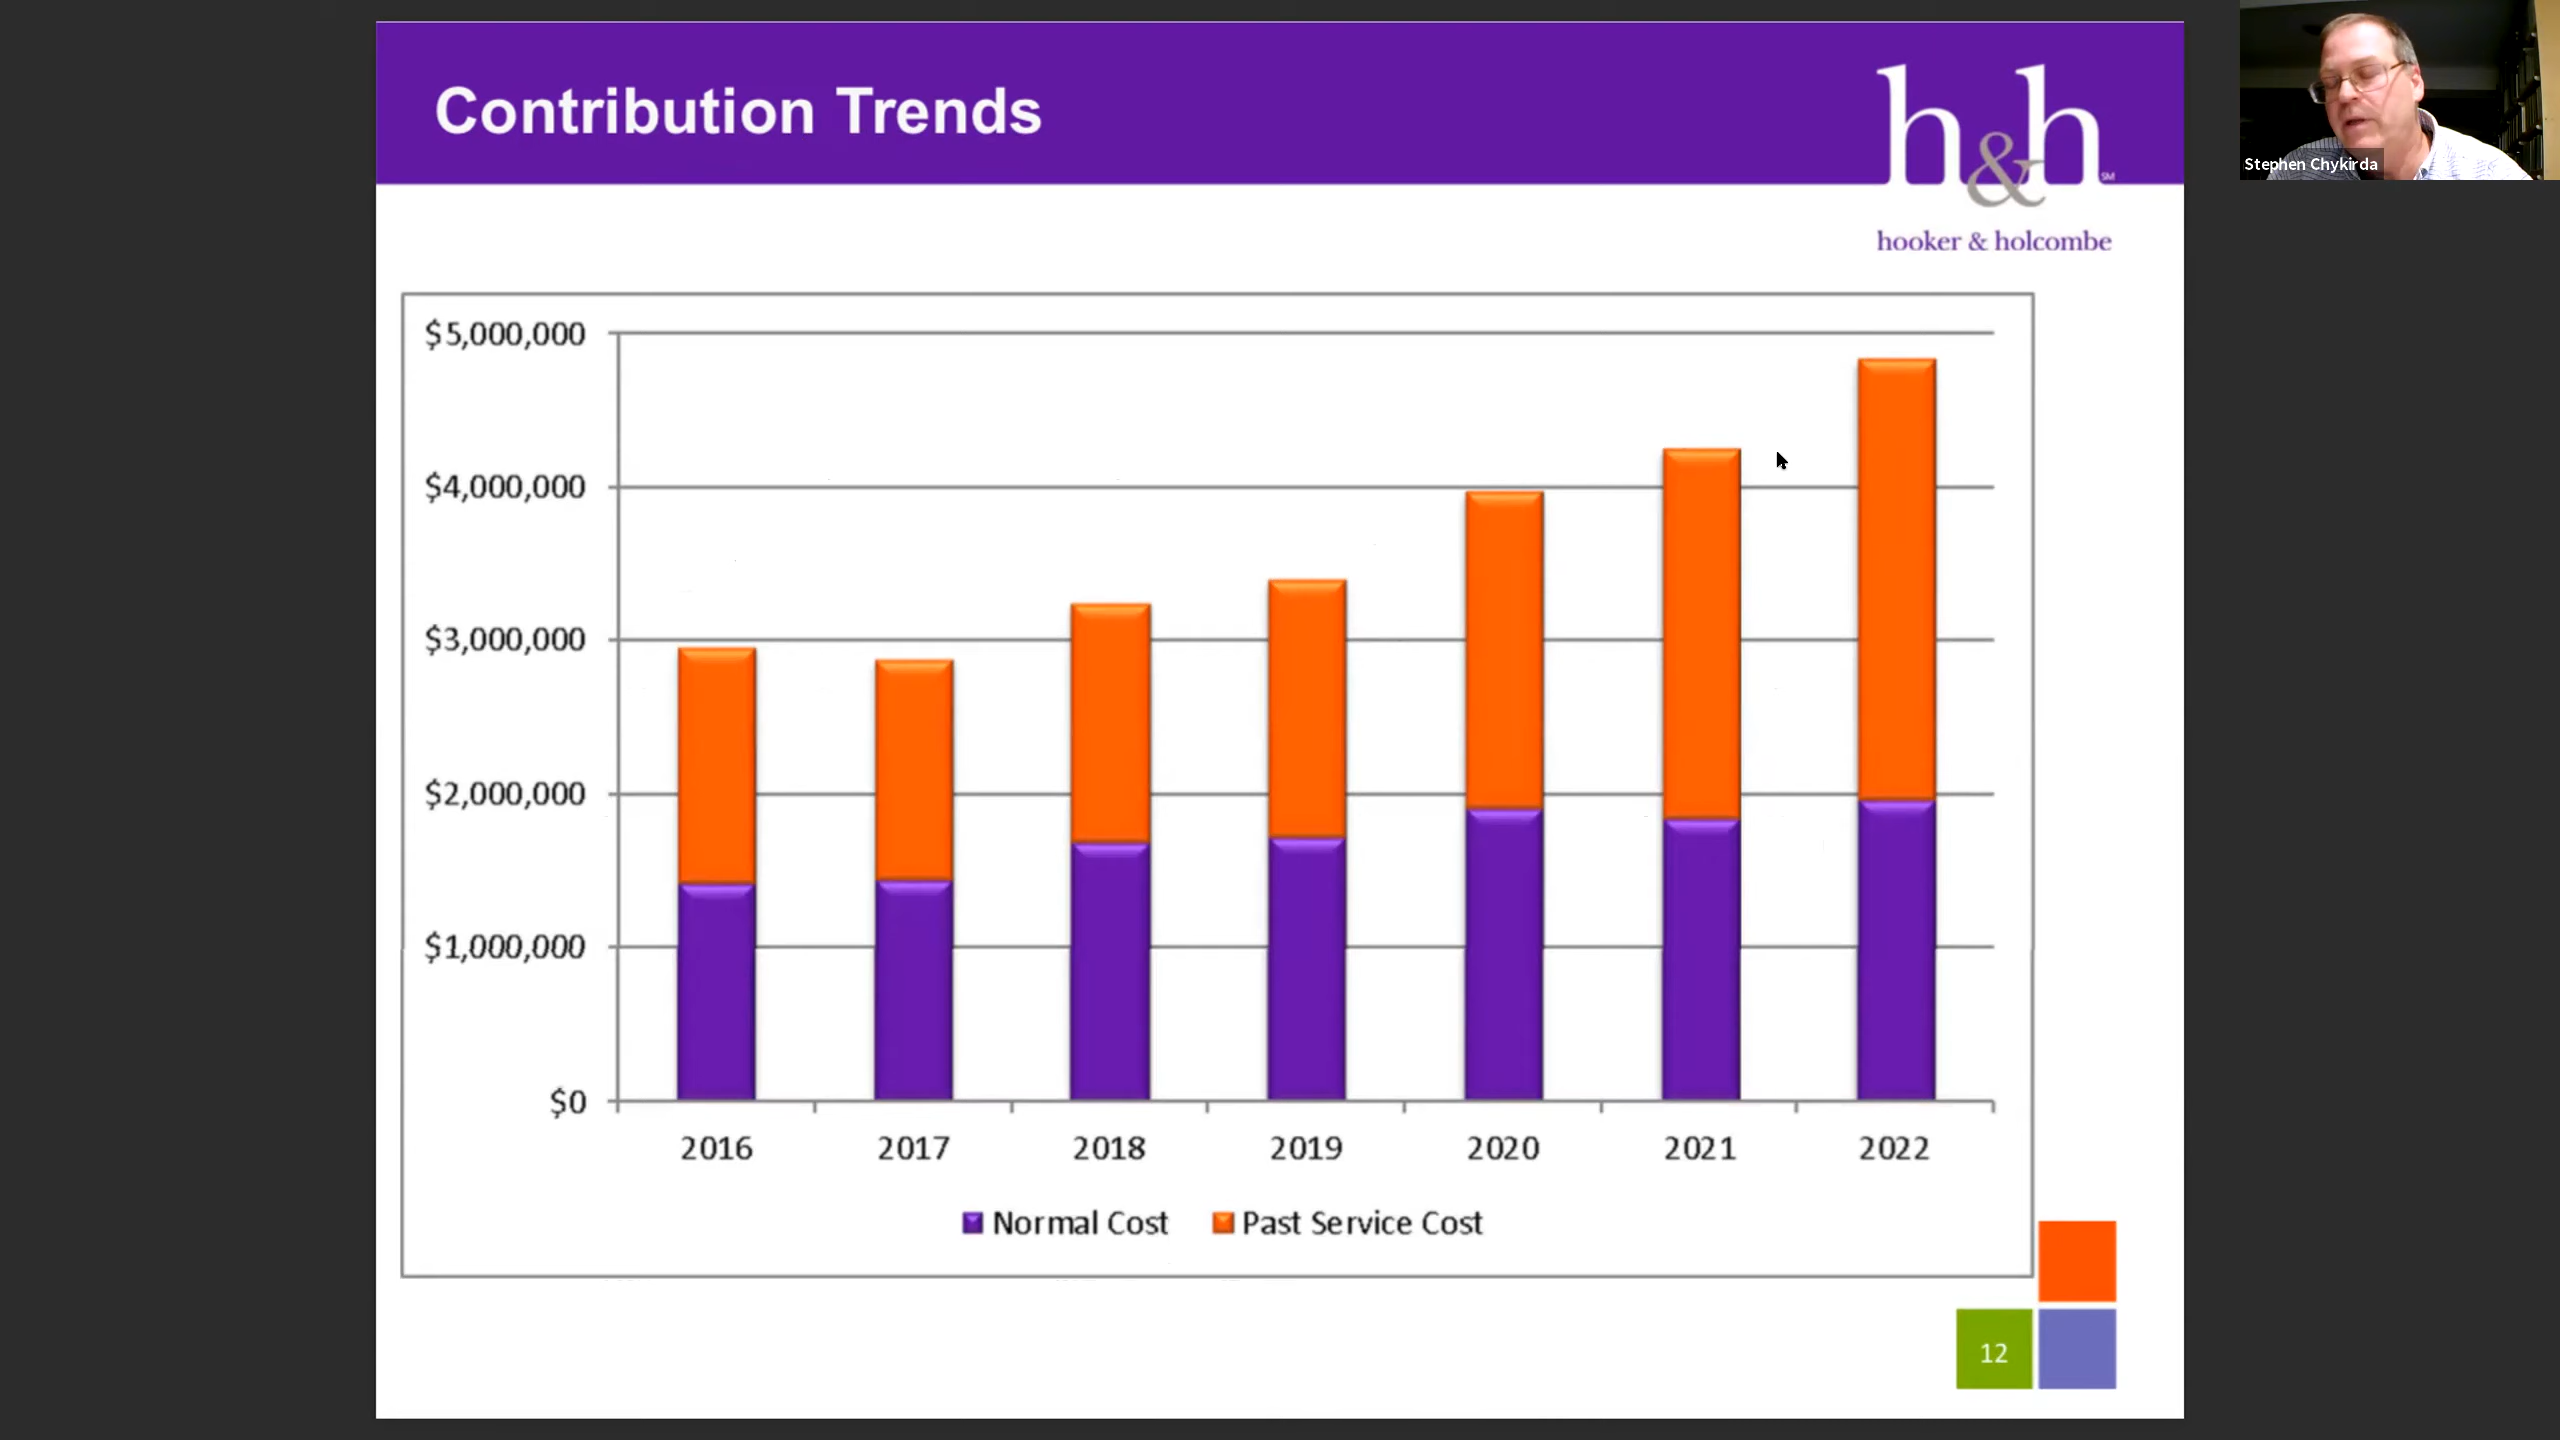 Contribution Trends
h&h SM
hooker & holcombe
Stephen Chykirda
$5,000,000
$4,000,000
$3,000,000
$2,000,000
$1,000,000
$0
2016 2017 2018 2019 2020 2021 2022
Normal Cost Past Service Cost
12